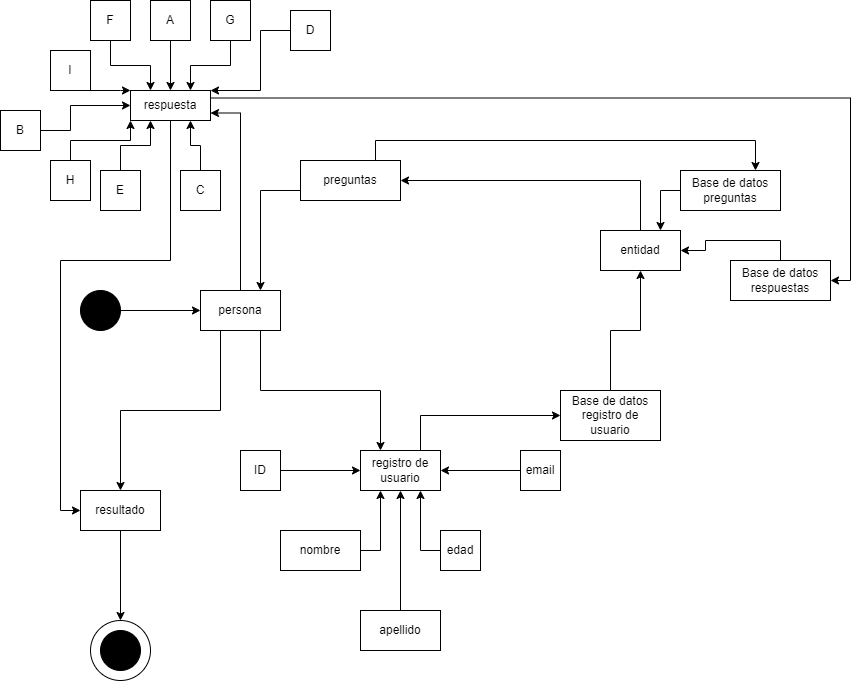 F
A
G
D
I
respuesta
B
H
E
C
preguntas
Base de datos
preguntas
entidad
Base de datos
respuestas
persona
Base de datos
registro de
usuario
ID
registro de
usuario
email
resultado
nombre
edad
apellido